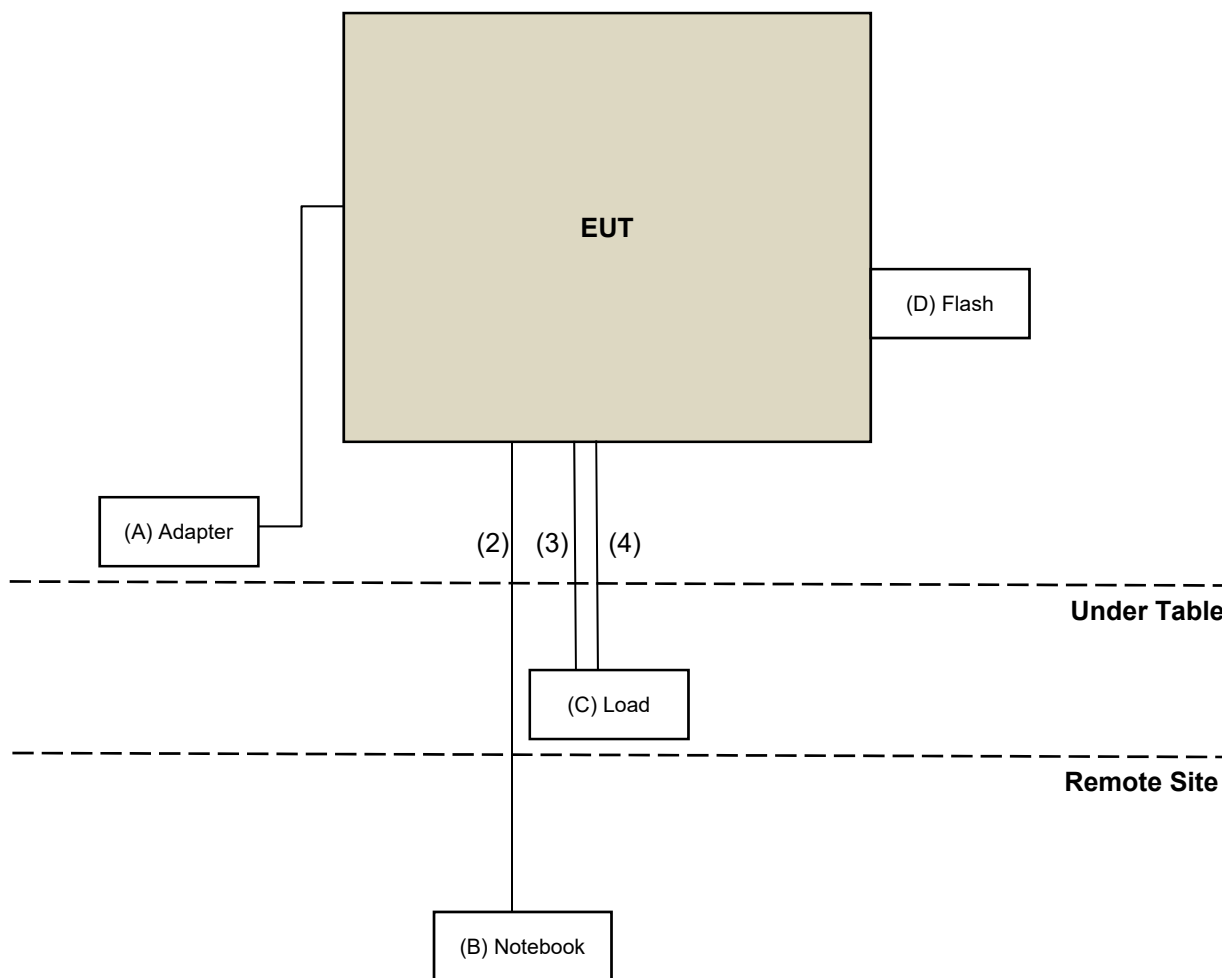 EUT
(D) Flash
(A) Adapter
(2) (3) (4)
Under Table
(C) Load
Remote Site
(B) Notebook